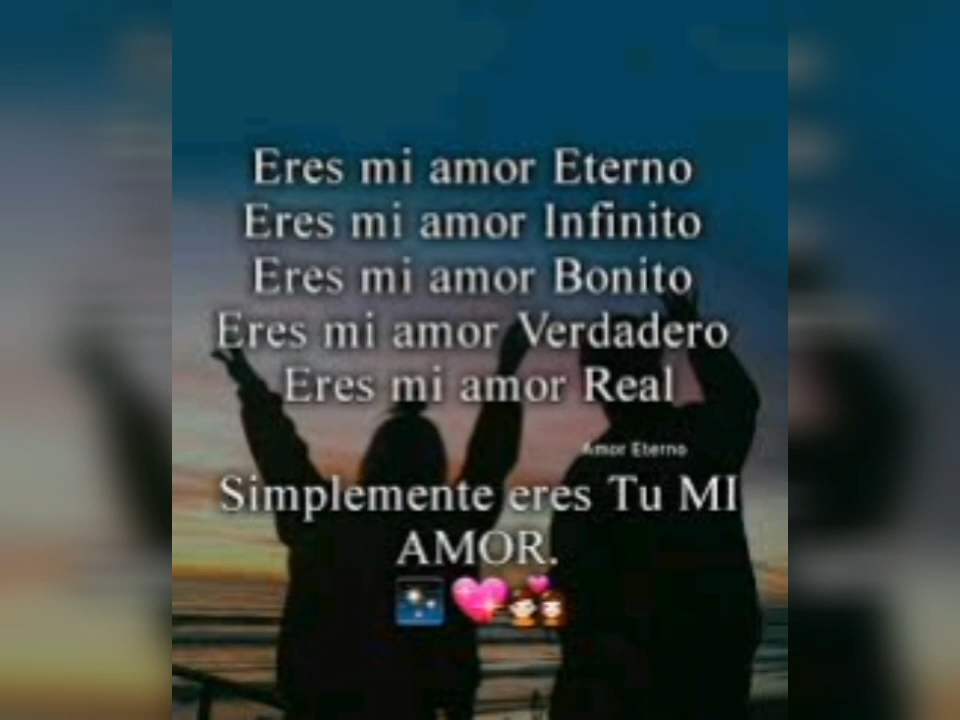 Eres mi amor Eterno
Eres mi amor Infinito
Eres mi amor Bonito
Eres mi amor Verdadero
Eres mi amor Real
Amor Eterno
Simplemente eres Tu MI
AMOR.